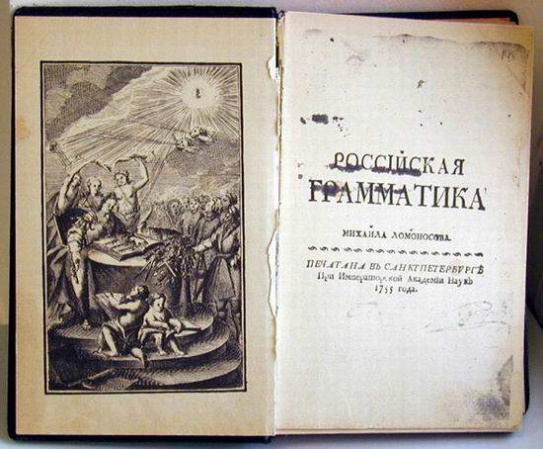 РОССІЙСКАЯ
ГРАММАТИКА
МИХАЙЛА ЛОМОНОСОВА.
ПЕЧАТАНА ВЪ САНКТПЕТЕРБУРГѢ
При Императорской Академіи Наукъ
1755 года.